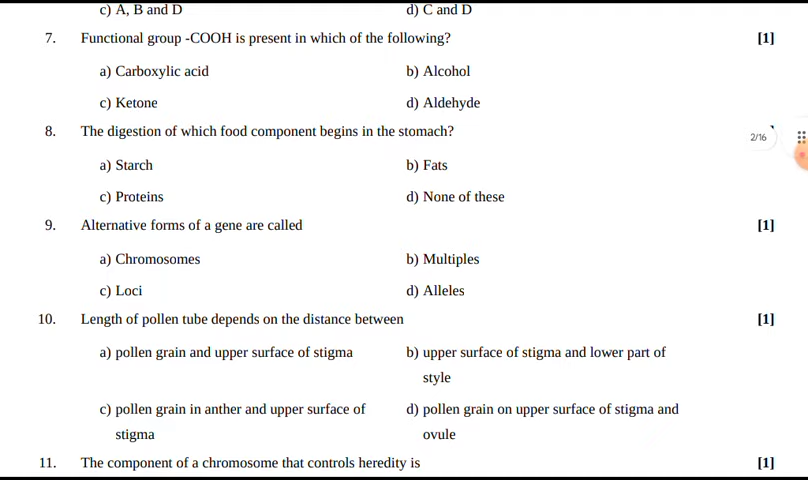 c) A, B and D d) C and D
7. Functional group -COOH is present in which of the following? [1]
a) Carboxylic acid b) Alcohol
c) Ketone d) Aldehyde
8. The digestion of which food component begins in the stomach?
2/16
a) Starch b) Fats
c) Proteins d) None of these
9. Alternative forms of a gene are called [1]
a) Chromosomes b) Multiples
c) Loci d) Alleles
10. Length of pollen tube depends on the distance between [1]
a) pollen grain and upper surface of stigma b) upper surface of stigma and lower part of
style
c) pollen grain in anther and upper surface of d) pollen grain on upper surface of stigma and
stigma ovule
11. The component of a chromosome that controls heredity is [1]